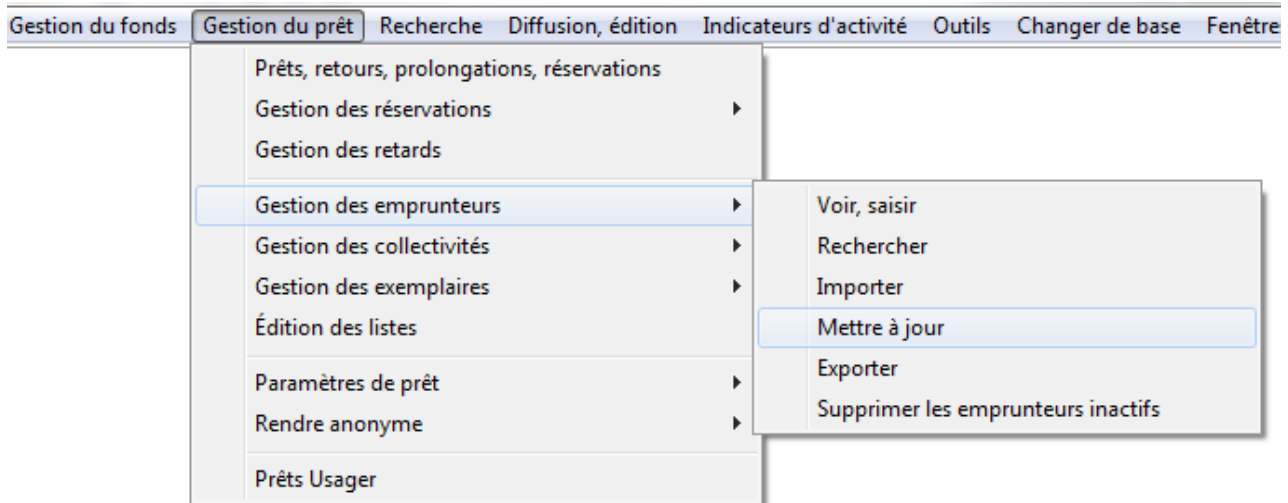 Gestion du fonds Gestion du prêt Recherche Diffusion, édition Indicateurs d'activité Outils Changer de base Fenêtre
Prêts, retours, prolongations, réservations
Gestion des réservations
Gestion des retards
Gestion des emprunteurs
Gestion des collectivités
Gestion des exemplaires
Édition des listes
Paramètres de prêt
Rendre anonyme
Prêts Usager
Voir, saisir
Rechercher
Importer
Mettre à jour
Exporter
Supprimer les emprunteurs inactifs